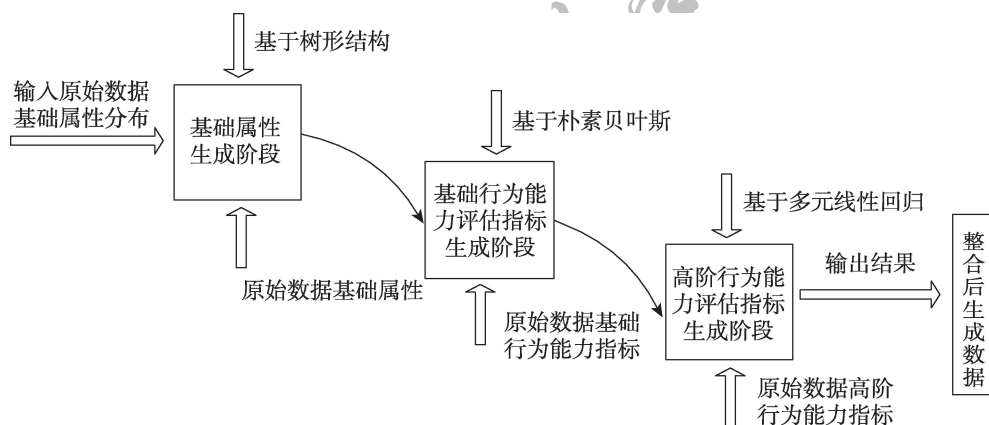 基于树形结构
输入原始数据
基础属性分布
基础属性
生成阶段
原始数据基础属性
基于朴素贝叶斯
基础行为能
力评估指标
生成阶段
原始数据基础
行为能力指标
基于多元线性回归
高阶行为能
力评估指标
生成阶段
原始数据高阶
行为能力指标
输出结果
整合后生成数据